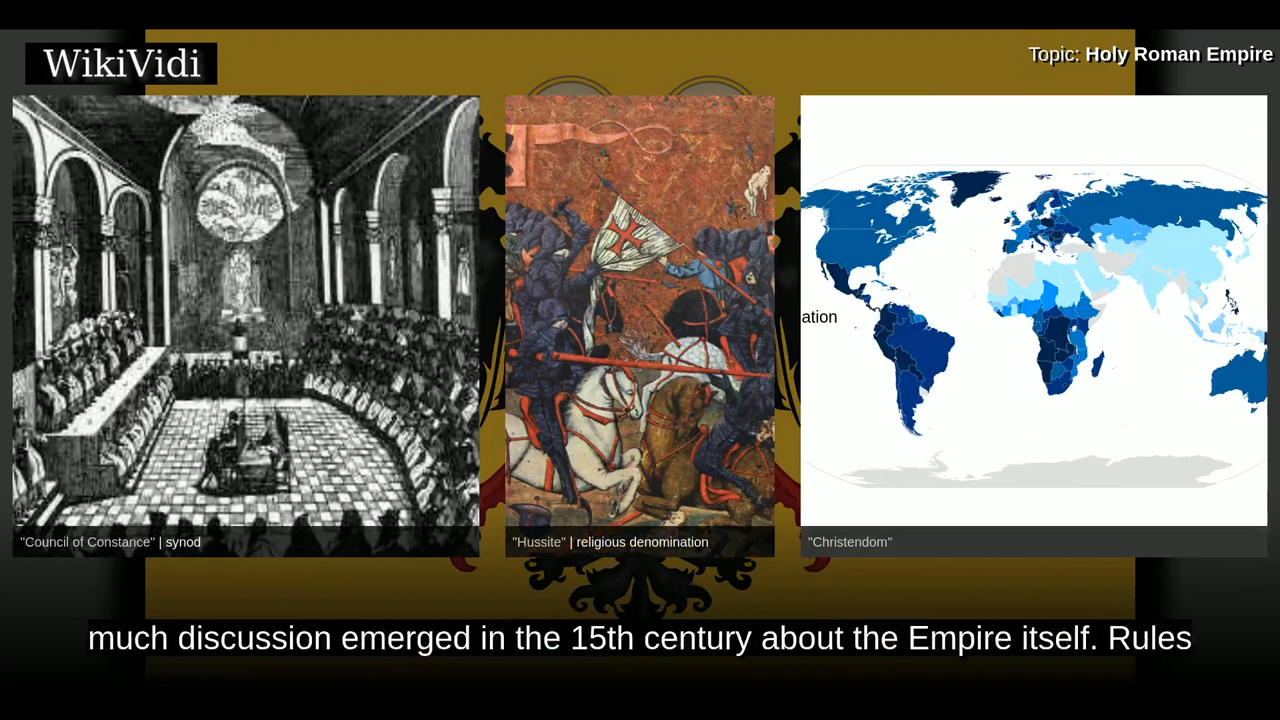 WikiVidi
Topic: Holy Roman Empire
ation
"Council of Constance" | synod
"Hussite" | religious denomination
"Christendom"
much discussion emerged in the 15th century about the Empire itself. Rules